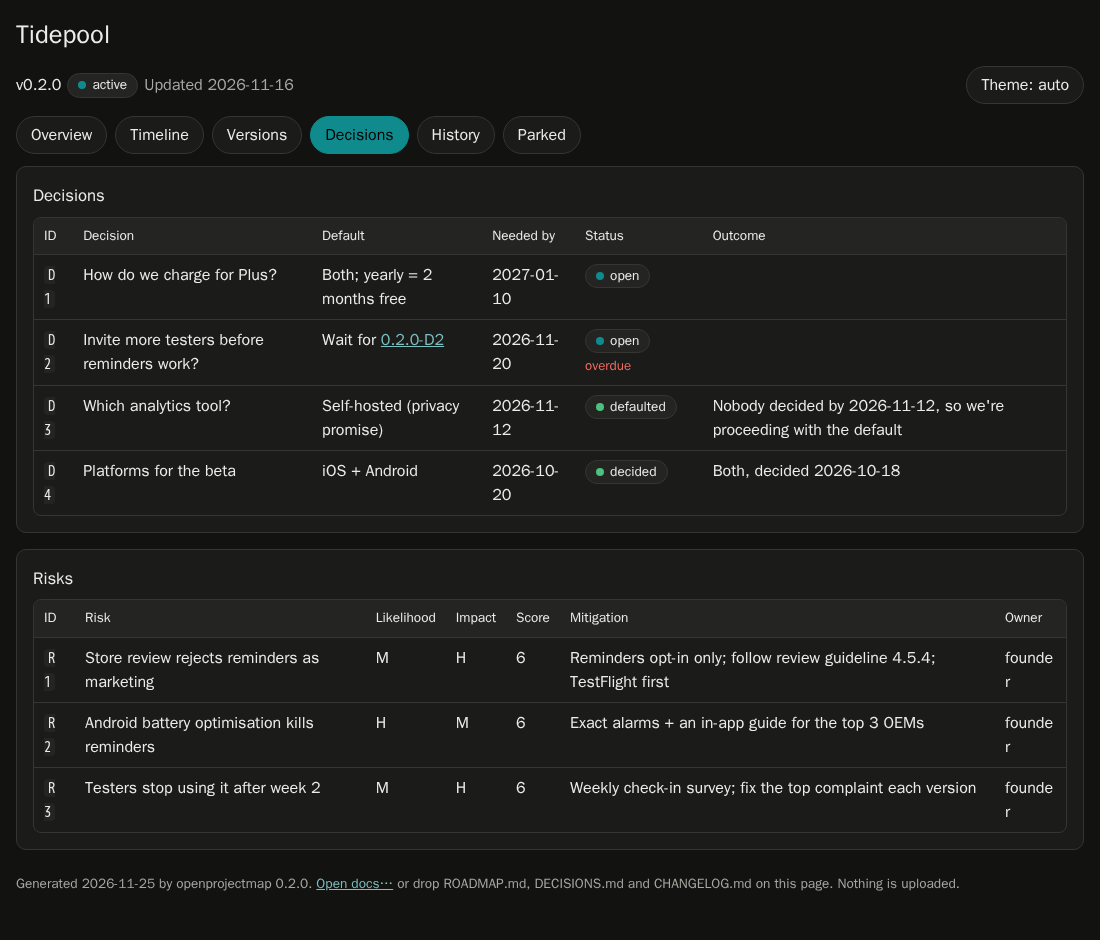 Tidepool
v0.2.0 active Updated 2026-11-16 Theme: auto
Overview Timeline Versions Decisions History Parked
Decisions
ID Decision Default Needed by Status Outcome
D How do we charge for Plus? Both; yearly = 2 2027-01- open
1 months free 10
D Invite more testers before Wait for 0.2.0-D2 2026-11- open
2 reminders work? 20 overdue
D Which analytics tool? Self-hosted (privacy 2026-11- defaulted Nobody decided by 2026-11-12, so we're
3 promise) 12 proceeding with the default
D Platforms for the beta iOS + Android 2026-10- decided Both, decided 2026-10-18
4 20
Risks
ID Risk Likelihood Impact Score Mitigation Owner
R Store review rejects reminders as M H 6 Reminders opt-in only; follow review guideline 4.5.4; founde
1 marketing TestFlight first r
R Android battery optimisation kills H M 6 Exact alarms + an in-app guide for the top 3 OEMs founde
2 reminders r
R Testers stop using it after week 2 M H 6 Weekly check-in survey; fix the top complaint each version founde
3 r
Generated 2026-11-25 by openprojectmap 0.2.0. Open docs… or drop ROADMAP.md, DECISIONS.md and CHANGELOG.md on this page. Nothing is uploaded.